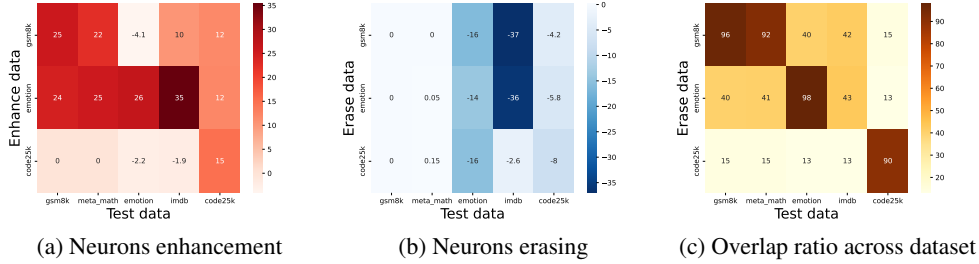 Enhance data
gsm8k
emotion
code25k
25 22 -4.1 10 12
24 25 26 35 12
0 0 -2.2 -1.9 15
gsm8k meta_math emotion imdb code25k
Test data
35
30
25
20
15
10
5
0
(a) Neurons enhancement
Erase data
gsm8k
emotion
code25k
0 0 -16 -37 -4.2
0 0.05 -14 -36 -5.8
0 0.15 -16 -2.6 -8
gsm8k meta_math emotion imdb code25k
Test data
0
−5
−10
−15
−20
−25
−30
−35
(b) Neurons erasing
Erase data
gsm8k
emotion
code25k
96 92 40 42 15
40 41 98 43 13
15 15 13 13 90
gsm8k meta_math emotion imdb code25k
Test data
90
80
70
60
50
40
30
20
(c) Overlap ratio across dataset